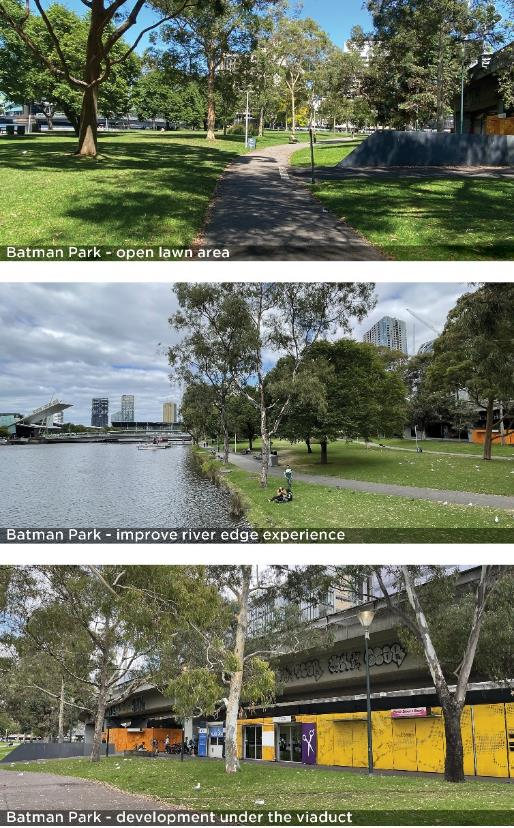 Batman Park - open lawn area
Batman Park - improve river edge experience
Batman Park - development under the viaduct